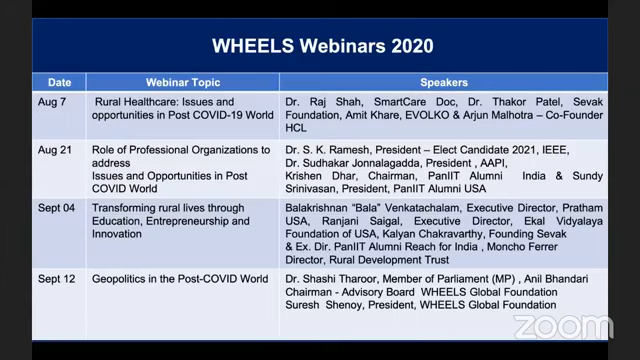 WHEELS Webinars 2020
Date Webinar Topic Speakers
Aug 7 Rural Healthcare: Issues and opportunities in Post COVID-19 World
Dr. Raj Shah, SmartCare Doc, Dr. Thakor Patel, Sevak
Foundation, Amit Khare, EVOLKO & Arjun Malhotra – Co-Founder
HCL
Aug 21 Role of Professional Organizations to
address
Issues and Opportunities in Post
COVID World
Dr. S. K. Ramesh, President – Elect Candidate 2021, IEEE,
Dr. Sudhakar Jonnalagadda, President , AAPI,
Krishen Dhar, Chairman, PanIIT Alumni India & Sundy
Srinivasan, President, PanIIT Alumni USA
Sept 04 Transforming rural lives through
Education, Entrepreneurship and
Innovation
Balakrishnan "Bala" Venkatachalam, Executive Director, Pratham
USA, Ranjani Saigal, Executive Director, Ekal Vidyalaya
Foundation of USA, Kalyan Chakravarthy, Founding Sevak
& Ex. Dir. PanIIT Alumni Reach for India , Moncho Ferrer
Director, Rural Development Trust
Sept 12 Geopolitics in the Post-COVID World
Dr. Shashi Tharoor, Member of Parliament (MP) , Anil Bhandari
Chairman - Advisory Board WHEELS Global Foundation
Suresh Shenoy, President, WHEELS Global Foundation
zoom